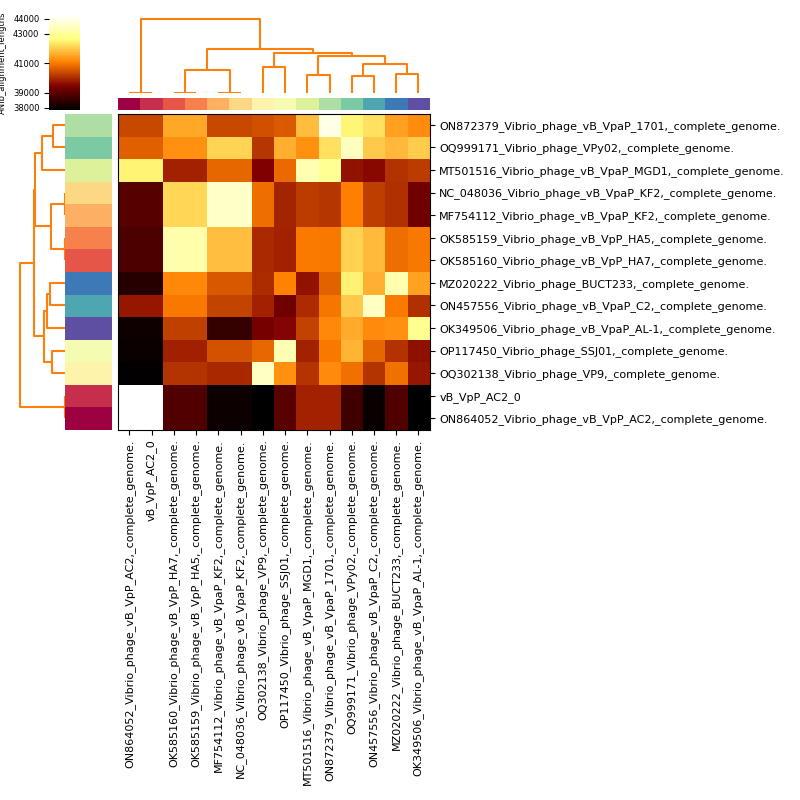 ANIb_alignment_lengths
44000
43000
41000
39000
38000
ON872379_Vibrio_phage_vB_VpaP_1701,_complete_genome.
OQ999171_Vibrio_phage_VPy02,_complete_genome.
MT501516_Vibrio_phage_vB_VpaP_MGD1,_complete_genome.
NC_048036_Vibrio_phage_vB_VpaP_KF2,_complete_genome.
MF754112_Vibrio_phage_vB_VpaP_KF2,_complete_genome.
OK585159_Vibrio_phage_vB_VpP_HA5,_complete_genome.
OK585160_Vibrio_phage_vB_VpP_HA7,_complete_genome.
MZ020222_Vibrio_phage_BUCT233,_complete_genome.
ON457556_Vibrio_phage_vB_VpaP_C2,_complete_genome.
OK349506_Vibrio_phage_vB_VpaP_AL-1,_complete_genome.
OP117450_Vibrio_phage_SSJ01,_complete_genome.
OQ302138_Vibrio_phage_VP9,_complete_genome.
vB_VpP_AC2_0
ON864052_Vibrio_phage_vB_VpP_AC2,_complete_genome.
ON864052_Vibrio_phage_vB_VpP_AC2,_complete_genome.
vB_VpP_AC2_0
OK585160_Vibrio_phage_vB_VpP_HA7,_complete_genome.
OK585159_Vibrio_phage_vB_VpP_HA5,_complete_genome.
MF754112_Vibrio_phage_vB_VpaP_KF2,_complete_genome.
NC_048036_Vibrio_phage_vB_VpaP_KF2,_complete_genome.
OQ302138_Vibrio_phage_VP9,_complete_genome.
OP117450_Vibrio_phage_SSJ01,_complete_genome.
MT501516_Vibrio_phage_vB_VpaP_MGD1,_complete_genome.
ON872379_Vibrio_phage_vB_VpaP_1701,_complete_genome.
OQ999171_Vibrio_phage_VPy02,_complete_genome.
ON457556_Vibrio_phage_vB_VpaP_C2,_complete_genome.
MZ020222_Vibrio_phage_BUCT233,_complete_genome.
OK349506_Vibrio_phage_vB_VpaP_AL-1,_complete_genome.